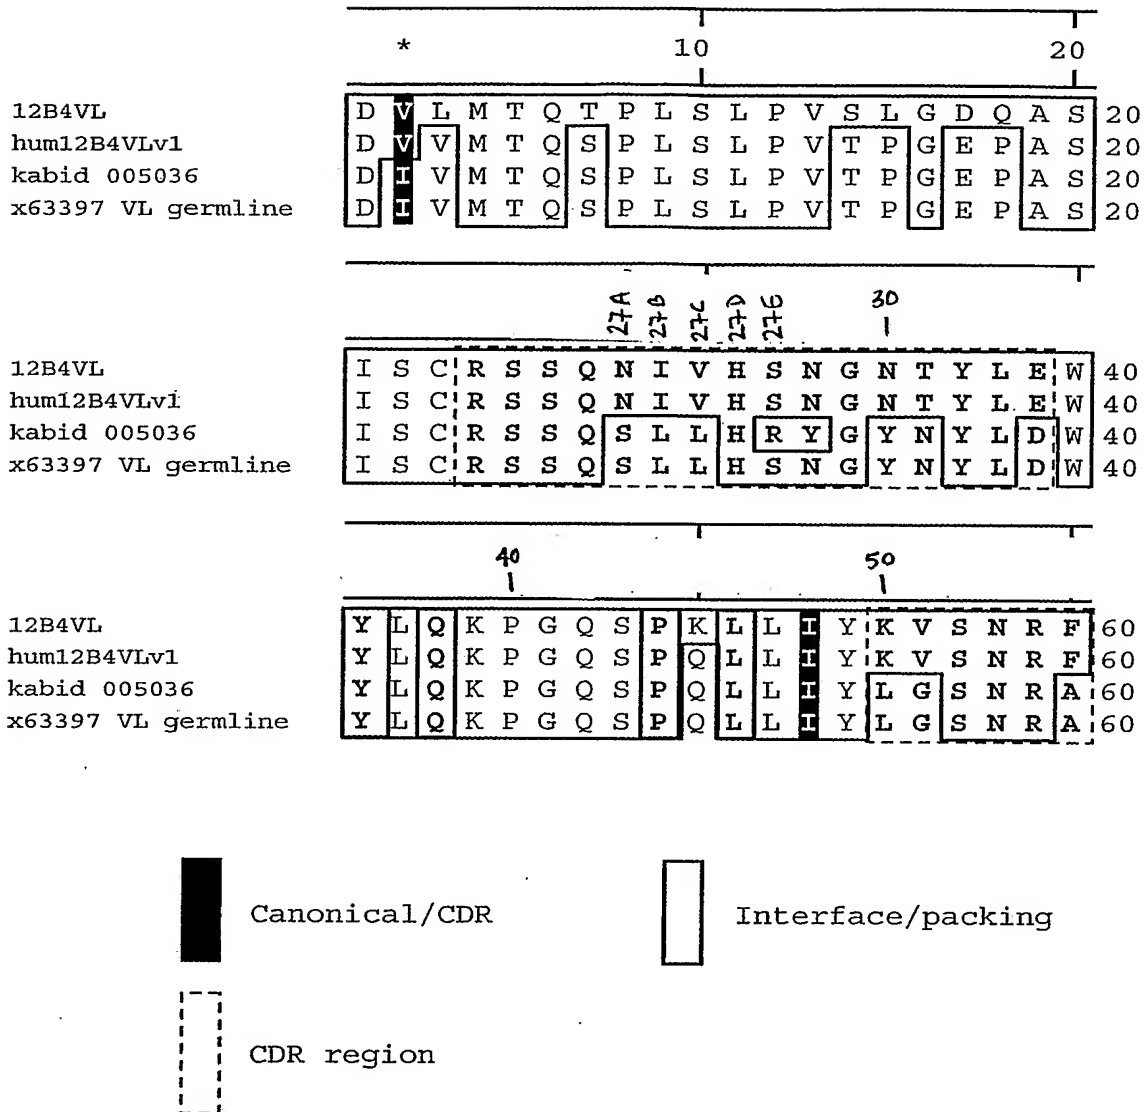 * 10 20
12B4VL D V L M T Q T P L S L P V S L G D Q A S 20
hum12B4VLv1 D V V M T Q S P L S L P V T P G E P A S 20
kabid 005036 D I V M T Q S P L S L P V T P G E P A S 20
x63397 VL germline D I V M T Q S P L S L P V T P G E P A S 20
27A 27B 27C 27D 27E 30
12B4VL I S C R S S Q N I V H S N G N T Y L E W 40
hum12B4VLv1 I S C R S S Q N I V H S N G N T Y L E W 40
kabid 005036 I S C R S S Q S L L H R Y G Y N Y L D W 40
x63397 VL germline I S C R S S Q S L L H S N G Y N Y L D W 40
40 50
12B4VL Y L Q K P G Q S P K L L I Y K V S N R F 60
hum12B4VLv1 Y L Q K P G Q S P Q L L I Y K V S N R F 60
kabid 005036 Y L Q K P G Q S P Q L L I Y L G S N R A 60
x63397 VL germline Y L Q K P G Q S P Q L L I Y L G S N R A 60
Canonical/CDR Interface/packing
CDR region